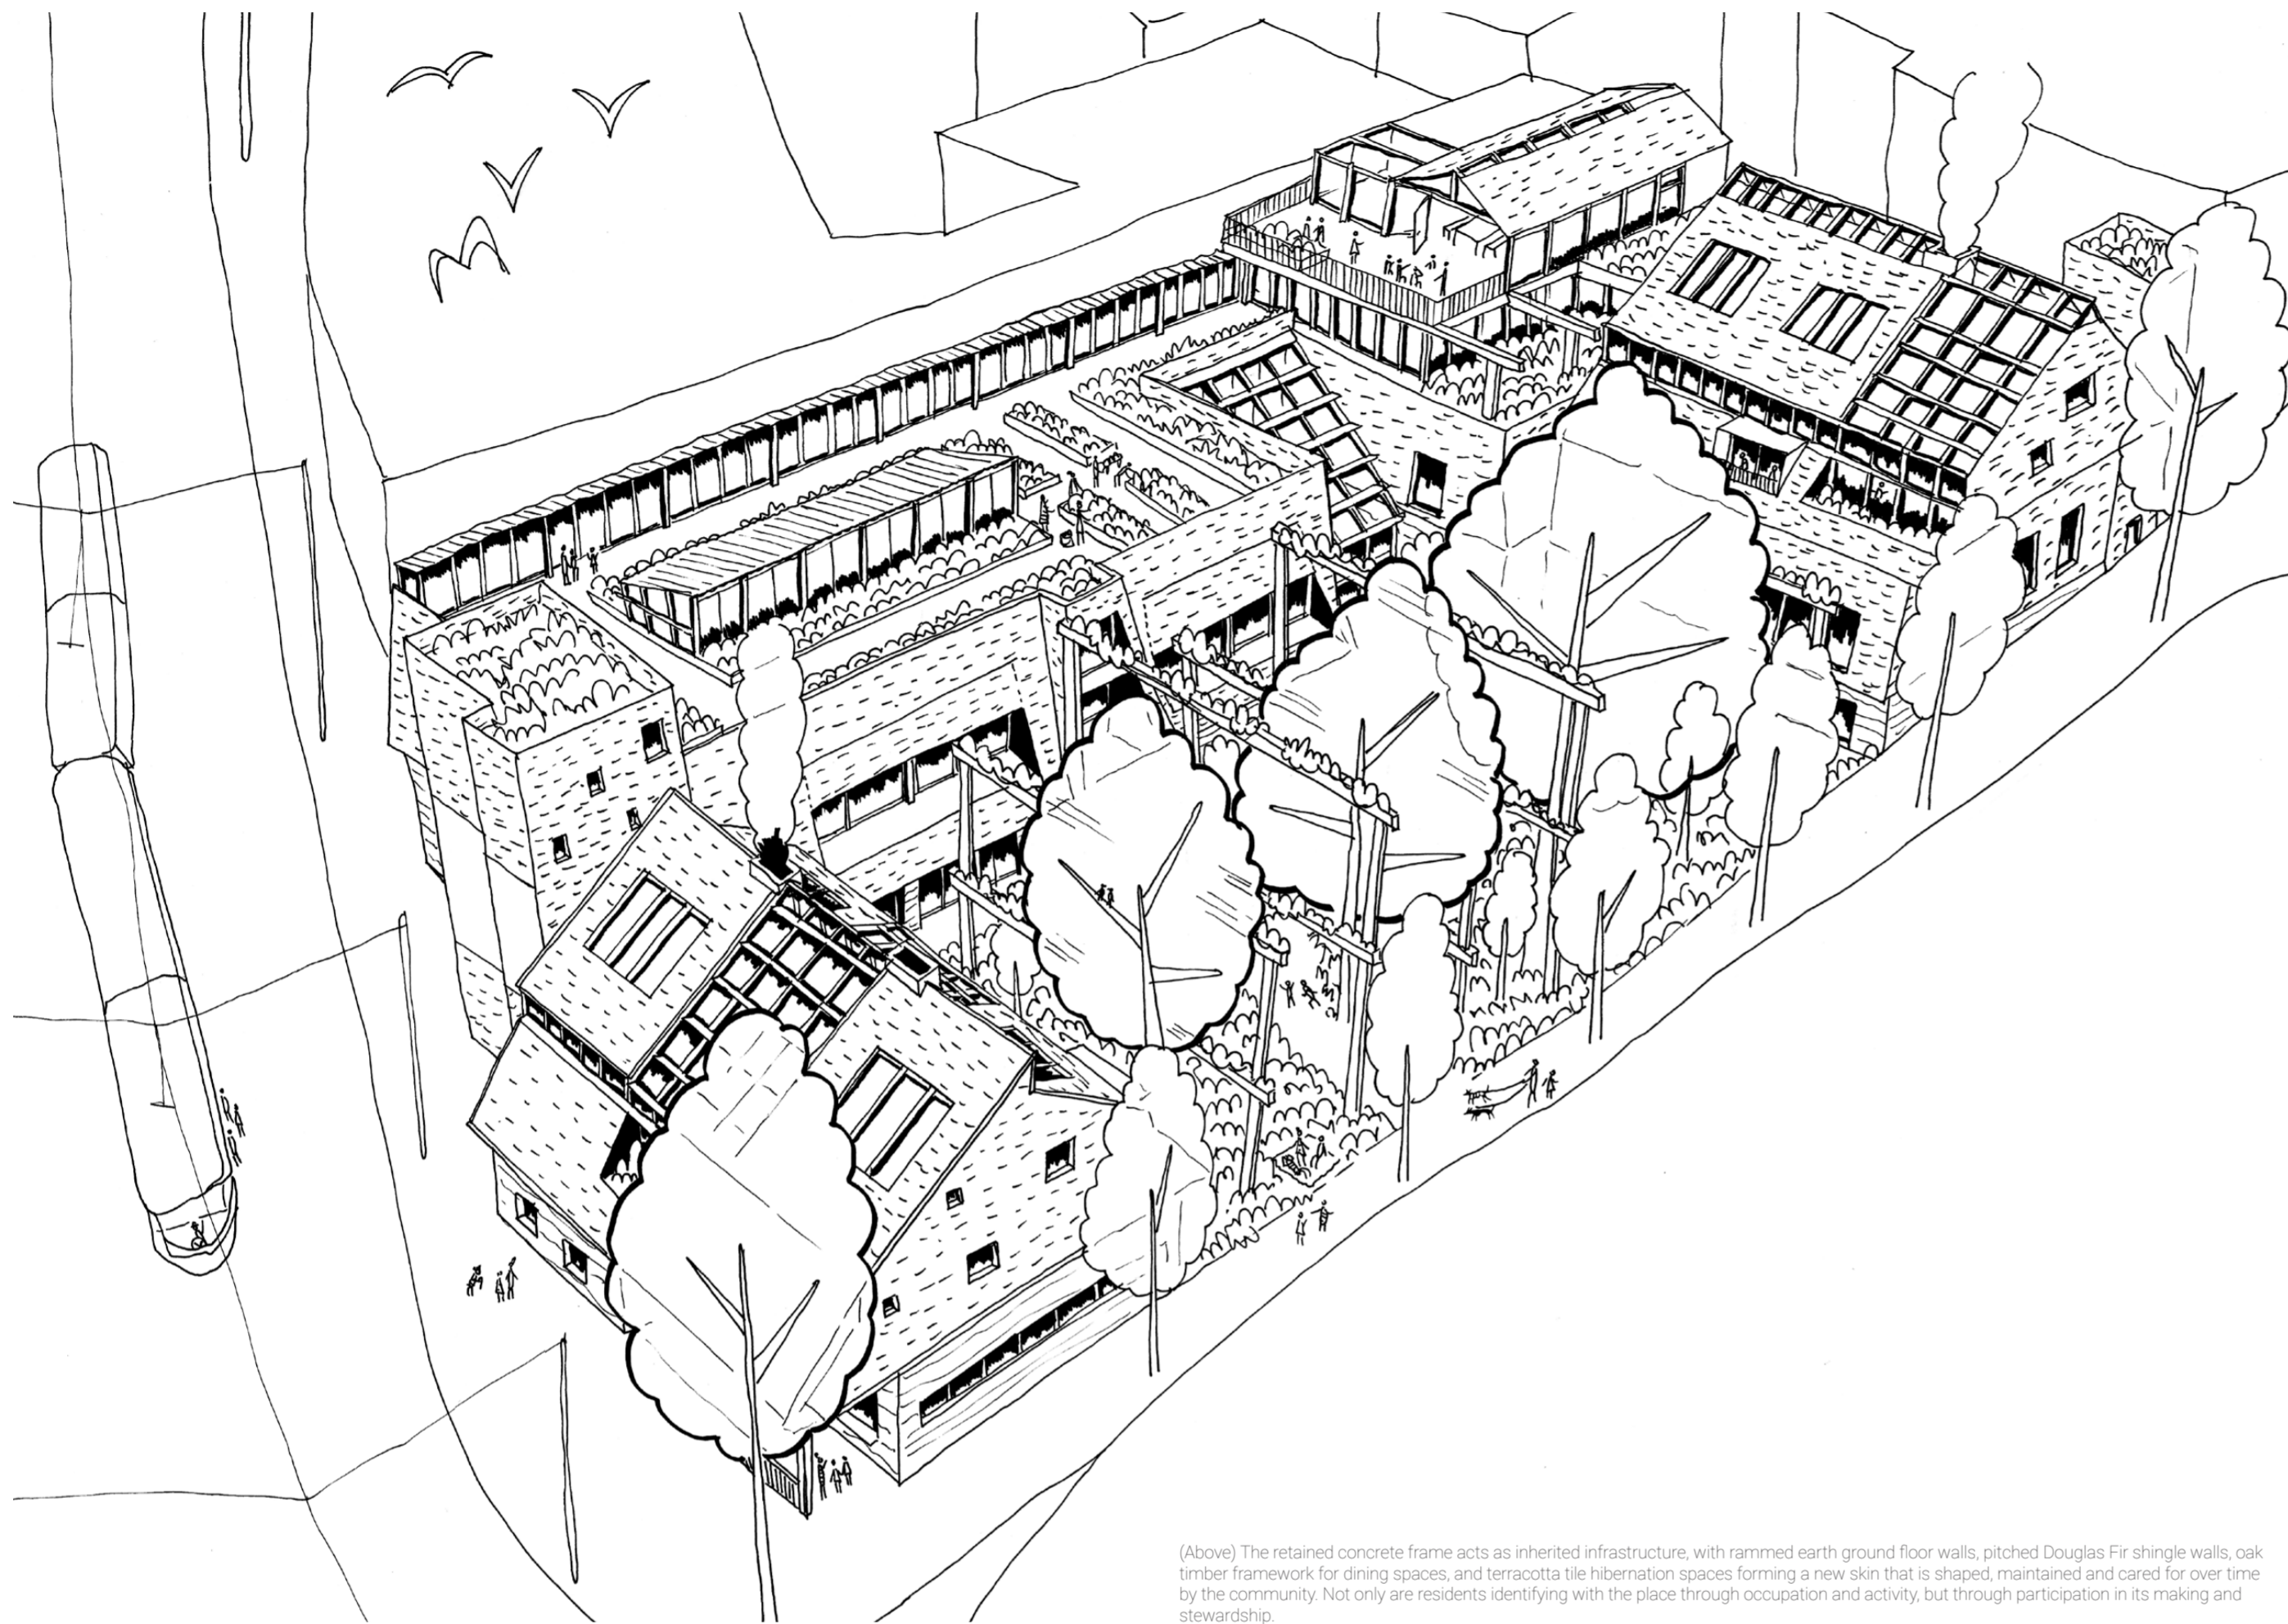 (Above) The retained concrete frame acts as inherited infrastructure, with rammed earth ground floor walls, pitched Douglas Fir shingle walls, oak
timber framework for dining spaces, and terracotta tile hibernation spaces forming a new skin that is shaped, maintained and cared for over time
by the community. Not only are residents identifying with the place through occupation and activity, but through participation in its making and
stewardship.